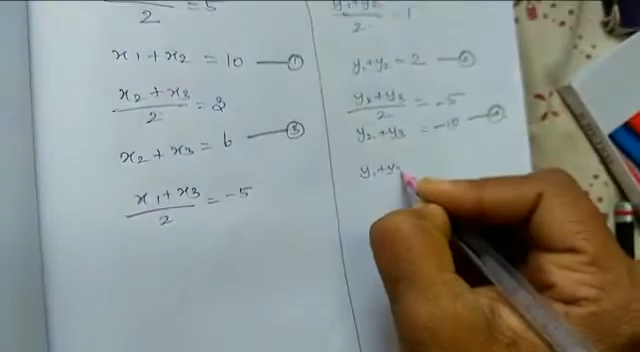 2 = 5
x₁ + x₂ = 10 — ①
x₂ + x₃
2 = 3
x₂ + x₃ = 6 — ③
x₁ + x₃
2 = -5
y₁+y₂
2 1
y₁+y₂ = 2 —
y₂+y₃
2 = -5
y₂+y₃ = -10 —
y₁+y